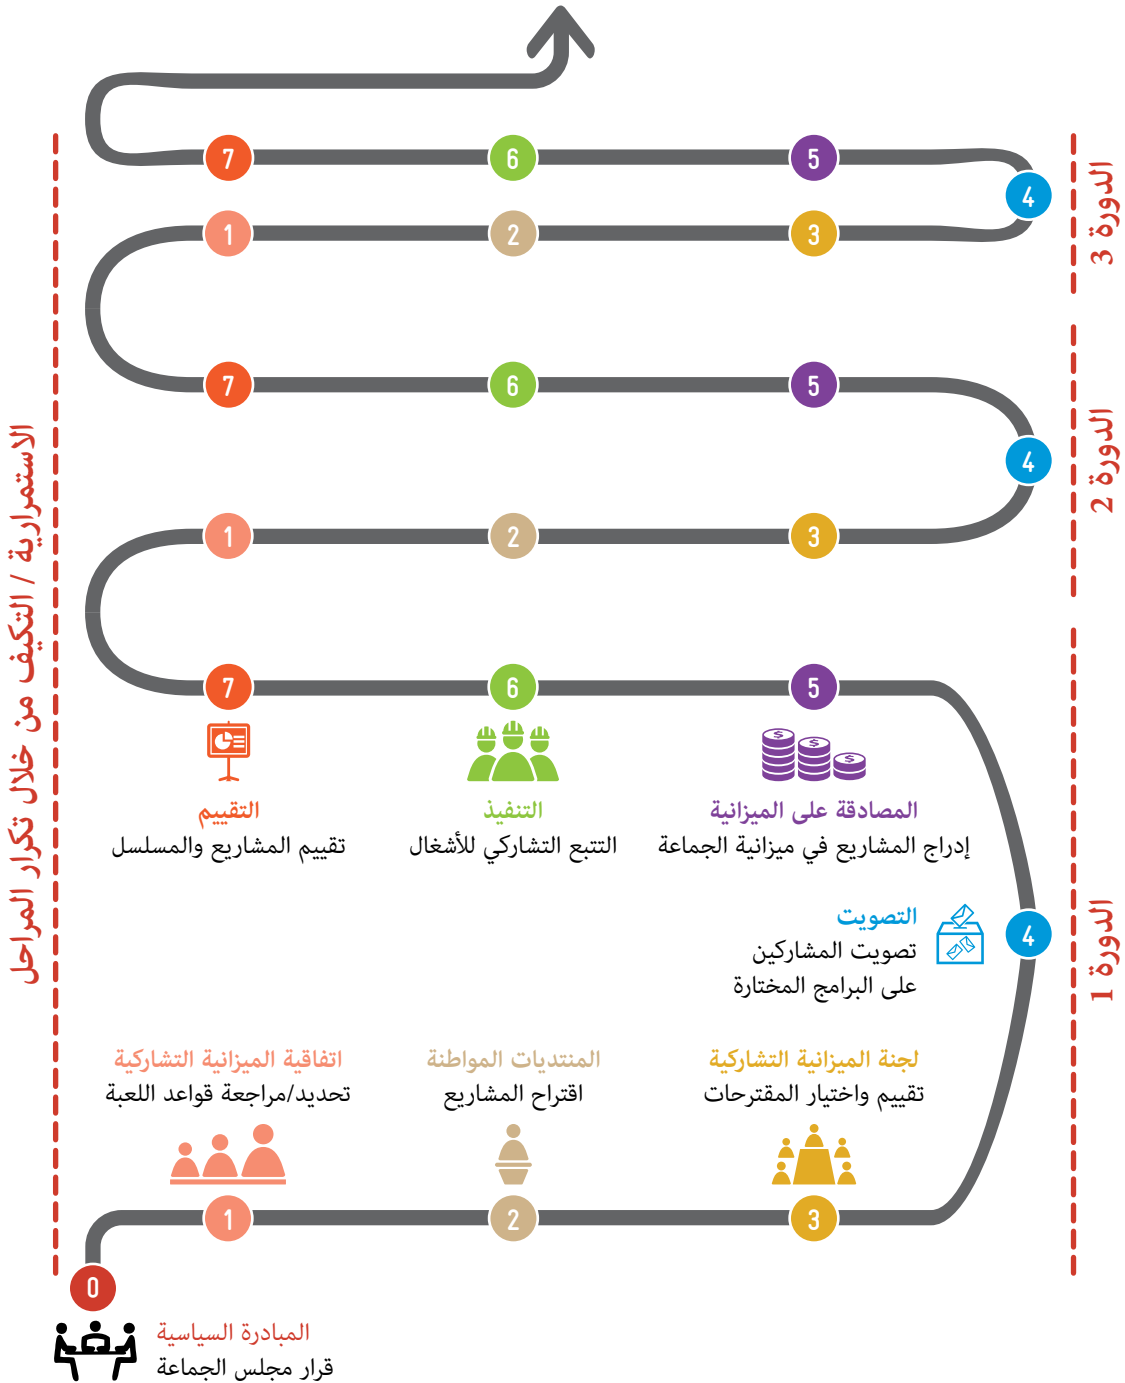 7
6
5
4
1
2
3
الدورة 3
7
6
5
4
1
2
3
الدورة 2
7
6
5
التقييم
تقييم المشاريع والمسلسل
التنفيذ
التتبع التشاركي للأشغال
المصادقة على الميزانية
إدراج المشاريع في ميزانية الجماعة
4
التصويت
تصويت المشاركين
على البرامج المختارة
اتفاقية الميزانية التشاركية
تحديد/مراجعة قواعد اللعبة
المنتديات المواطنة
اقتراح المشاريع
لجنة الميزانية التشاركية
تقييم واختيار المقترحات
1
2
3
الدورة 1
0
المبادرة السياسية
قرار مجلس الجماعة
الاستمرارية / التكيف من خلال تكرار المراحل